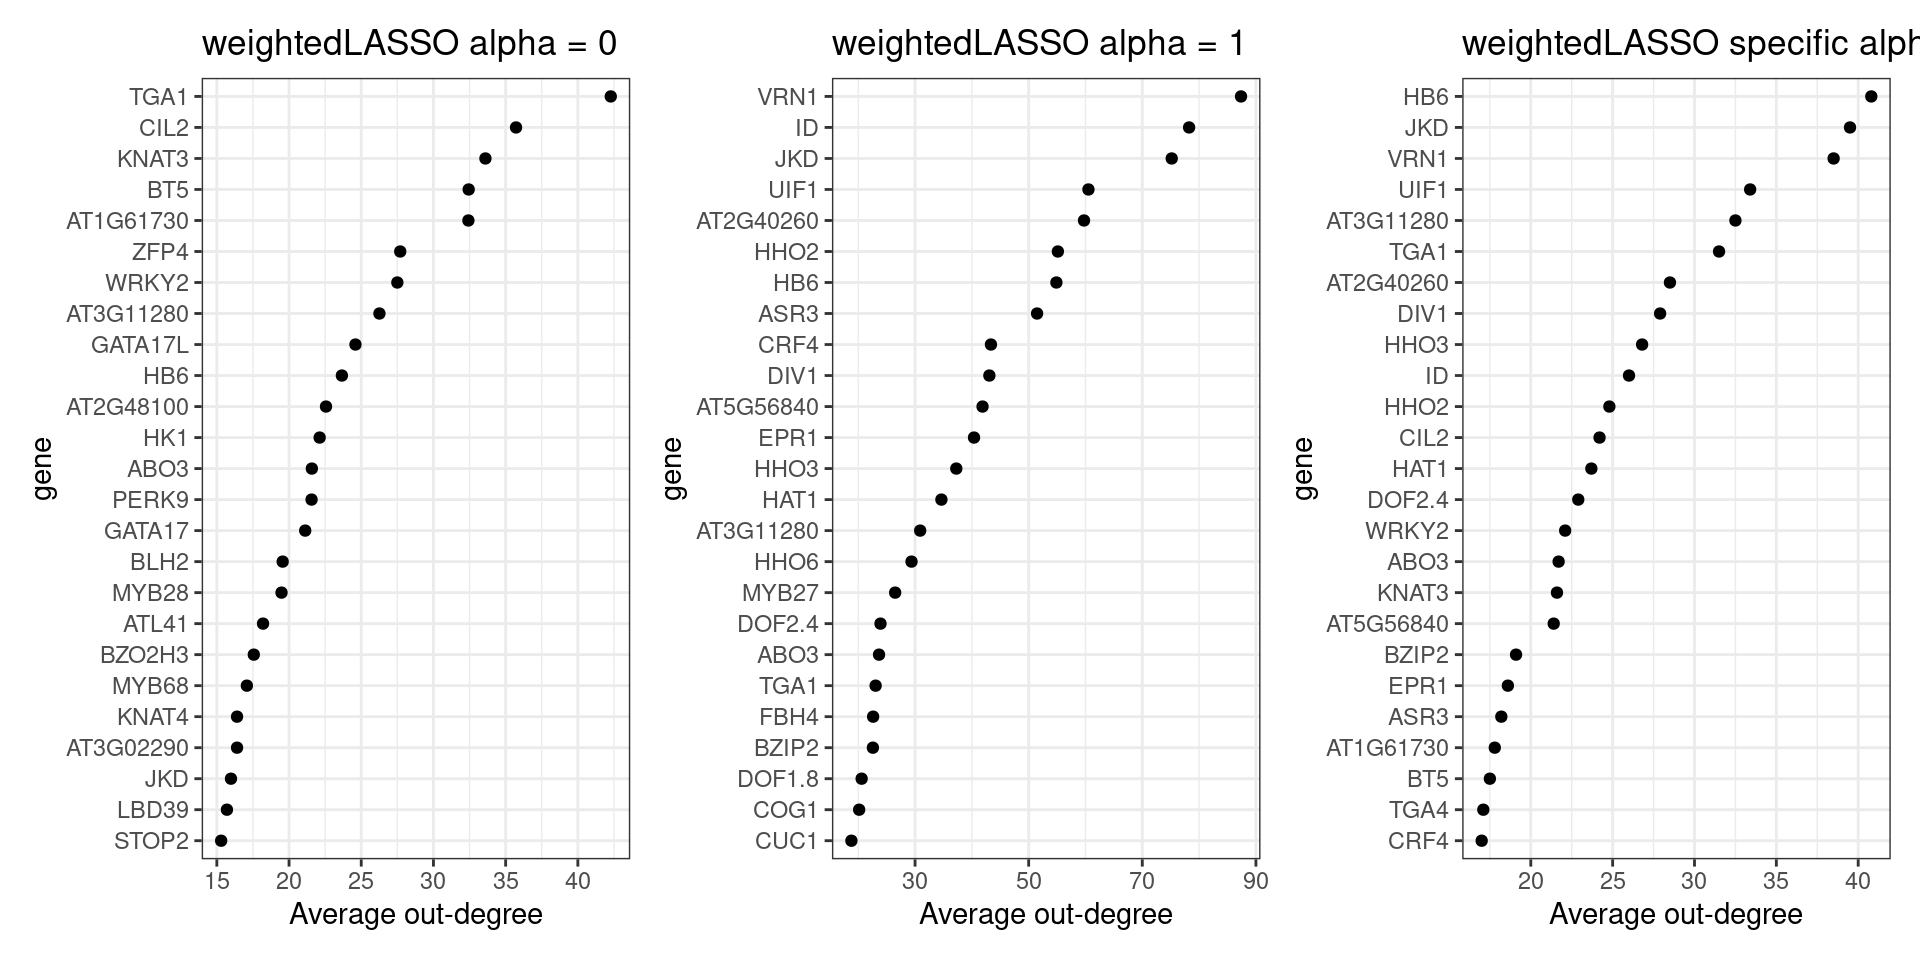 weightedLASSO alpha = 0
TGA1
CIL2
KNAT3
BT5
AT1G61730
ZFP4
WRKY2
AT3G11280
GATA17L
HB6
AT2G48100
HK1
ABO3
PERK9
GATA17
BLH2
MYB28
ATL41
BZO2H3
MYB68
KNAT4
AT3G02290
JKD
LBD39
STOP2
gene
15 20 25 30 35 40
Average out-degree
weightedLASSO alpha = 1
VRN1
ID
JKD
UIF1
AT2G40260
HHO2
HB6
ASR3
CRF4
DIV1
AT5G56840
EPR1
HHO3
HAT1
AT3G11280
HHO6
MYB27
DOF2.4
ABO3
TGA1
FBH4
BZIP2
DOF1.8
COG1
CUC1
gene
30 50 70 90
Average out-degree
weightedLASSO specific alph
HB6
JKD
VRN1
UIF1
AT3G11280
TGA1
AT2G40260
DIV1
HHO3
ID
HHO2
CIL2
HAT1
DOF2.4
WRKY2
ABO3
KNAT3
AT5G56840
BZIP2
EPR1
ASR3
AT1G61730
BT5
TGA4
CRF4
gene
20 25 30 35 40
Average out-degree